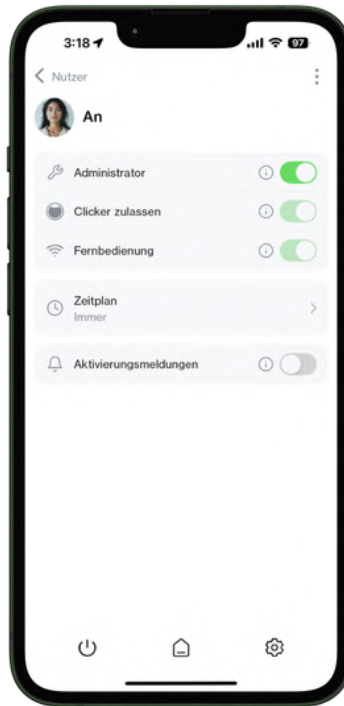 3:18
97
Nutzer
An
Administrator
Clicker zulassen
Fernbedienung
Zeitplan
Immer
Aktivierungsmeldungen